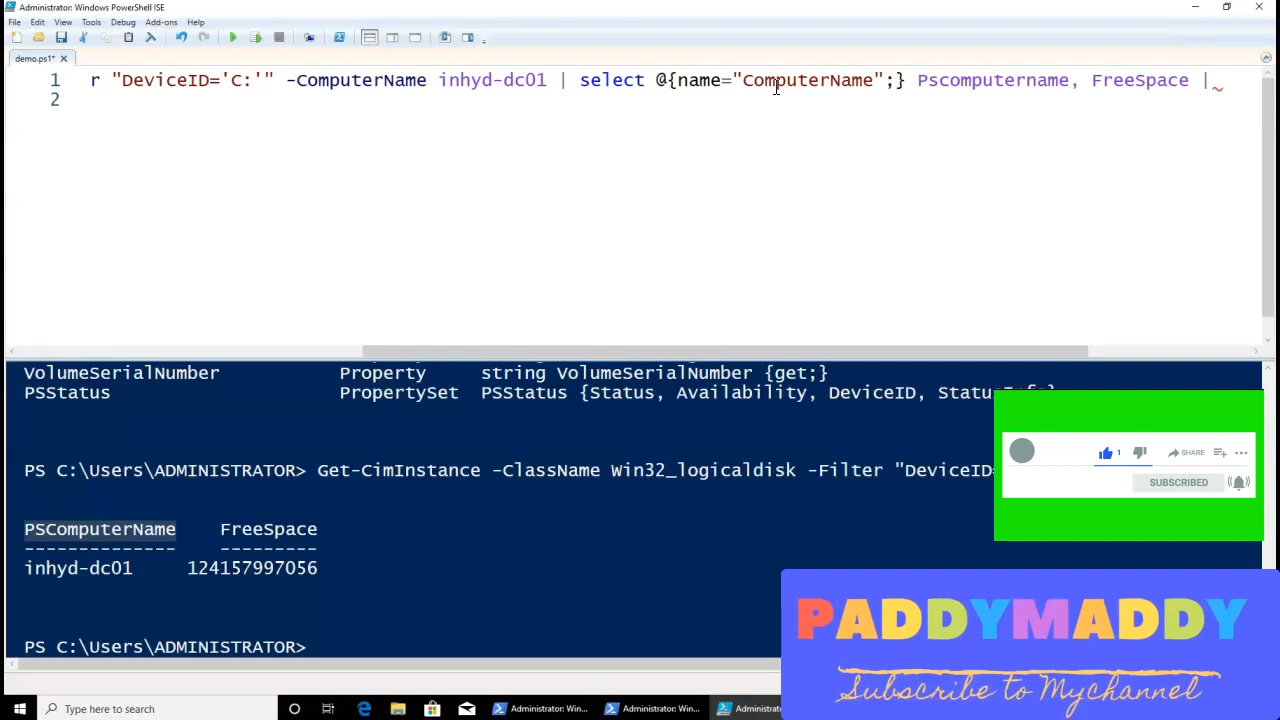 Administrator: Windows PowerShell ISE
File Edit View Tools Debug Add-ons Help
demo.ps1*
1 r "DeviceID='C:'" -ComputerName inhyd-dc01 | select @{name="ComputerName";} Pscomputername, FreeSpace |
2
VolumeSerialNumber Property string VolumeSerialNumber {get;}
PSStatus PropertySet PSStatus {Status, Availability, DeviceID, StatusInfo}
PS C:\Users\ADMINISTRATOR> Get-CimInstance -ClassName Win32_logicaldisk -Filter "DeviceID=
1 SHARE
SUBSCRIBED
PSComputerName FreeSpace
-------------- ---------
inhyd-dc01 124157997056
PS C:\Users\ADMINISTRATOR>
PADDYMADDY
Subscribe to Mychannel
Type here to search
Administrator: Win...
Administrator: Win...
Administra